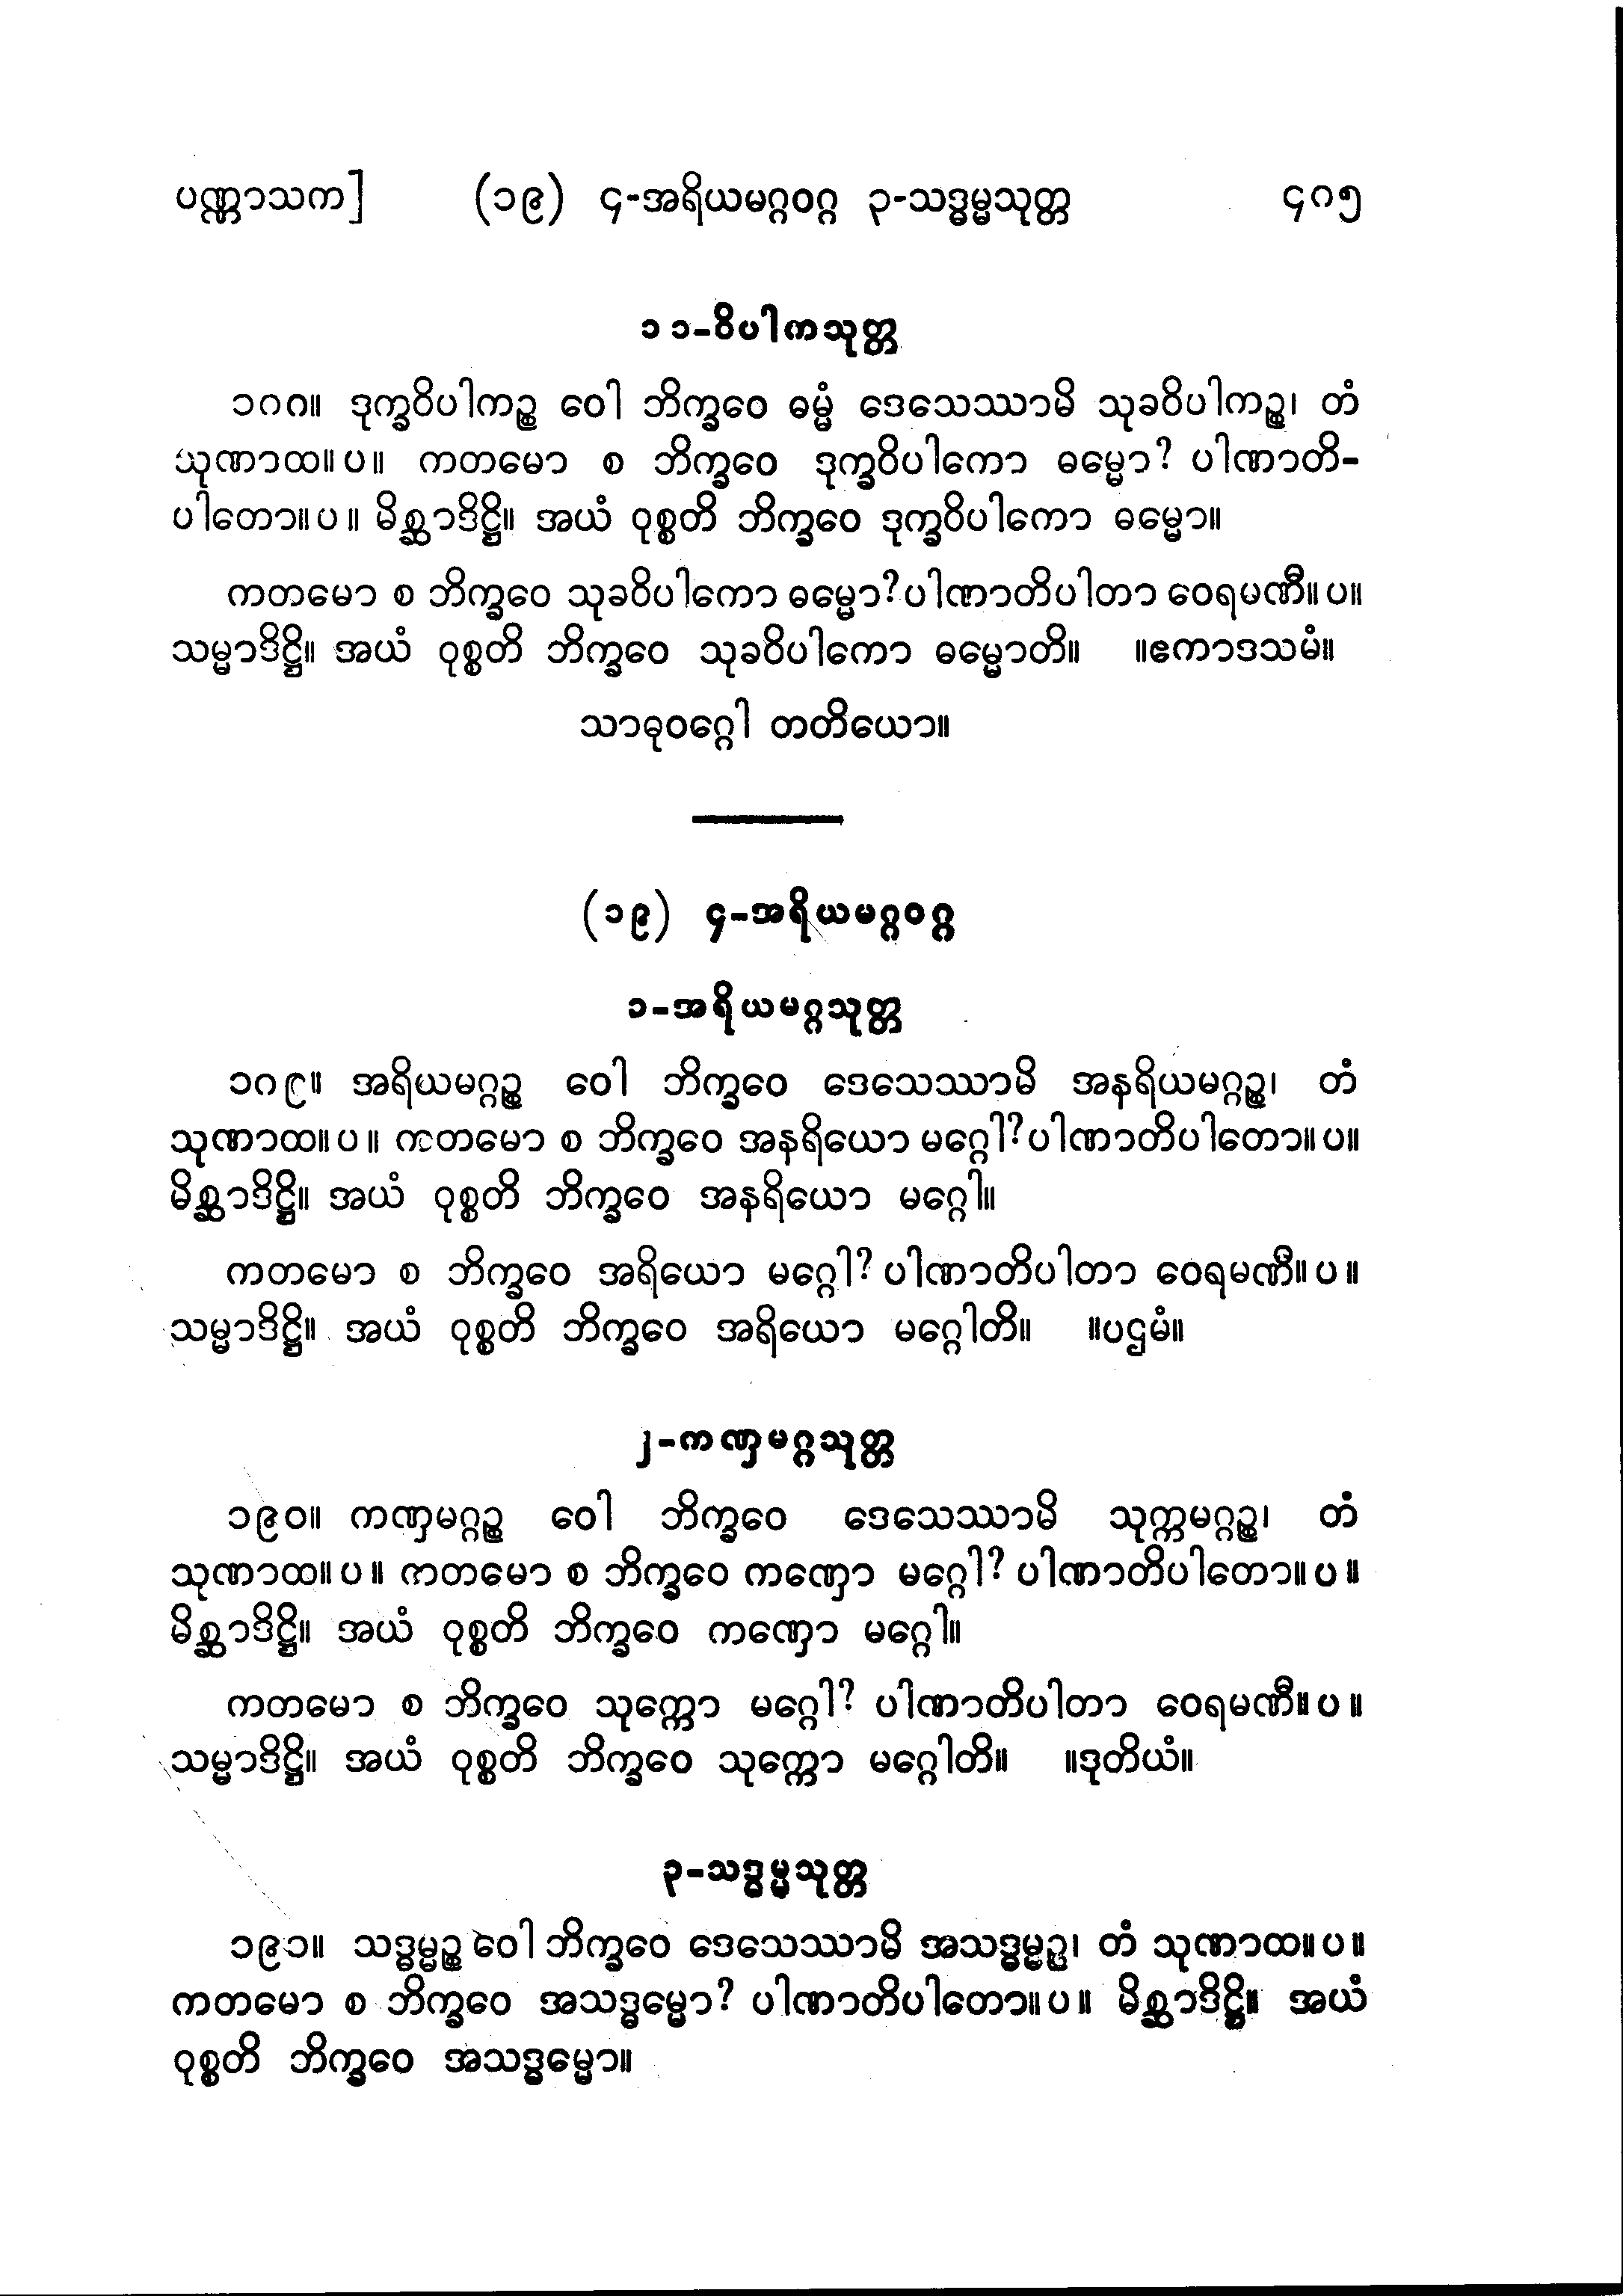 ပဏ္ဏာသက] (၁၉) ၄-အရိယမဂ္ဂဝဂ္ဂ ၃-သဒ္ဓမ္မသုတ္တ ၄၈၅
၁၁-ဝိပါကသုတ္တ
၁၈၈။ ဒုက္ခဝိပါကဉ္စ ဝေါ ဘိက္ခဝေ ဓမ္မံ ဒေသေဿာမိ သုခဝိပါကဉ္စ၊ တံ
သုဏာထ။ပ။ ကတမော စ ဘိက္ခဝေ ဒုက္ခဝိပါကော ဓမ္မော? ပါဏာတိ-
ပါတော။ပ။ မိစ္ဆာဒိဋ္ဌိ။ အယံ ဝုစ္စတိ ဘိက္ခဝေ ဒုက္ခဝိပါကော ဓမ္မော။
ကတမော စ ဘိက္ခဝေ သုခဝိပါကော ဓမ္မော? ပါဏာတိပါတာ ဝေရမဏီ။ပ။
သမ္မာဒိဋ္ဌိ။ အယံ ဝုစ္စတိ ဘိက္ခဝေ သုခဝိပါကော ဓမ္မောတိ။ ။ဧကာဒသမံ။
သာဓုဝဂ္ဂေါ တတိယော။
(၁၉) ၄-အရိယမဂ္ဂဝဂ္ဂ
၁-အရိယမဂ္ဂသုတ္တ
၁၈၉။ အရိယမဂ္ဂဉ္စ ဝေါ ဘိက္ခဝေ ဒေသေဿာမိ အနရိယမဂ္ဂဉ္စ၊ တံ
သုဏာထ။ပ။ ကတမော စ ဘိက္ခဝေ အနရိယော မဂ္ဂေါ? ပါဏာတိပါတော။ပ။
မိစ္ဆာဒိဋ္ဌိ။ အယံ ဝုစ္စတိ ဘိက္ခဝေ အနရိယော မဂ္ဂေါ။
ကတမော စ ဘိက္ခဝေ အရိယော မဂ္ဂေါ? ပါဏာတိပါတာ ဝေရမဏီ။ပ။
သမ္မာဒိဋ္ဌိ။ အယံ ဝုစ္စတိ ဘိက္ခဝေ အရိယော မဂ္ဂေါတိ။ ။ပဌမံ။
၂-ကဏှမဂ္ဂသုတ္တ
၁၉၀။ ကဏှမဂ္ဂဉ္စ ဝေါ ဘိက္ခဝေ ဒေသေဿာမိ သုက္ကမဂ္ဂဉ္စ၊ တံ
သုဏာထ။ပ။ ကတမော စ ဘိက္ခဝေ ကဏှော မဂ္ဂေါ? ပါဏာတိပါတော။ပ။
မိစ္ဆာဒိဋ္ဌိ။ အယံ ဝုစ္စတိ ဘိက္ခဝေ ကဏှော မဂ္ဂေါ။
ကတမော စ ဘိက္ခဝေ သုက္ကော မဂ္ဂေါ? ပါဏာတိပါတာ ဝေရမဏီ။ပ။
သမ္မာဒိဋ္ဌိ။ အယံ ဝုစ္စတိ ဘိက္ခဝေ သုက္ကော မဂ္ဂေါတိ။ ။ဒုတိယံ။
၃-သဒ္ဓမ္မသုတ္တ
၁၉၁။ သဒ္ဓမ္မဉ္စ ဝေါ ဘိက္ခဝေ ဒေသေဿာမိ အသဒ္ဓမ္မဉ္စ၊ တံ သုဏာထ။ပ။
ကတမော စ ဘိက္ခဝေ အသဒ္ဓမ္မော? ပါဏာတိပါတော။ပ။ မိစ္ဆာဒိဋ္ဌိ။ အယံ
ဝုစ္စတိ ဘိက္ခဝေ အသဒ္ဓမ္မော။